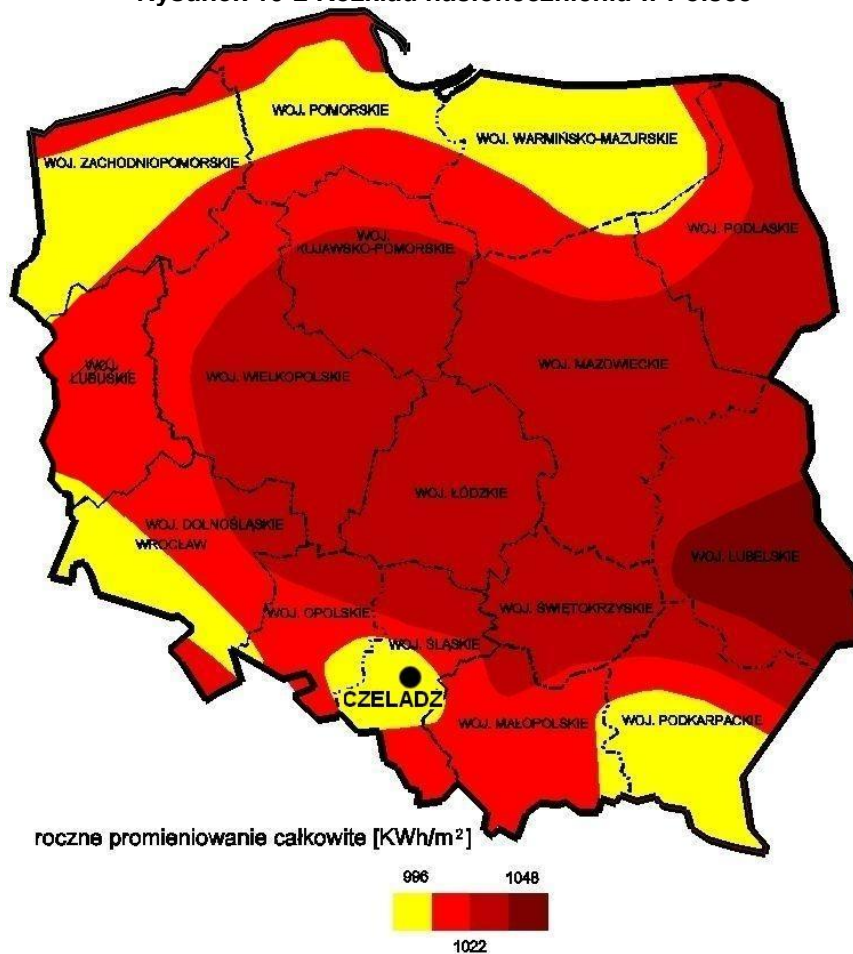 WOJ. POMORSKIE
WOJ. WARMIŃSKO-MAZURSKIE
WOJ. ZACHODNIOPOMORSKIE
WOJ. PODLASKIE
WOJ.
KUJAWSKO-POMORSKIE
WOJ.
LUBUSKIE
WOJ. WIELKOPOLSKIE
WOJ. MAZOWIECKIE
WOJ. ŁÓDZKIE
WOJ. DOLNOŚLĄSKIE
WROCŁAW
WOJ. LUBELSKIE
WOJ. OPOLSKIE
WOJ. ŚWIĘTOKRZYSKIE
WOJ. ŚLĄSKIE
CZELADZ
WOJ. MAŁOPOLSKIE
WOJ. PODKARPACKIE
roczne promieniowanie całkowite [KWh/m²]
996 1048
1022